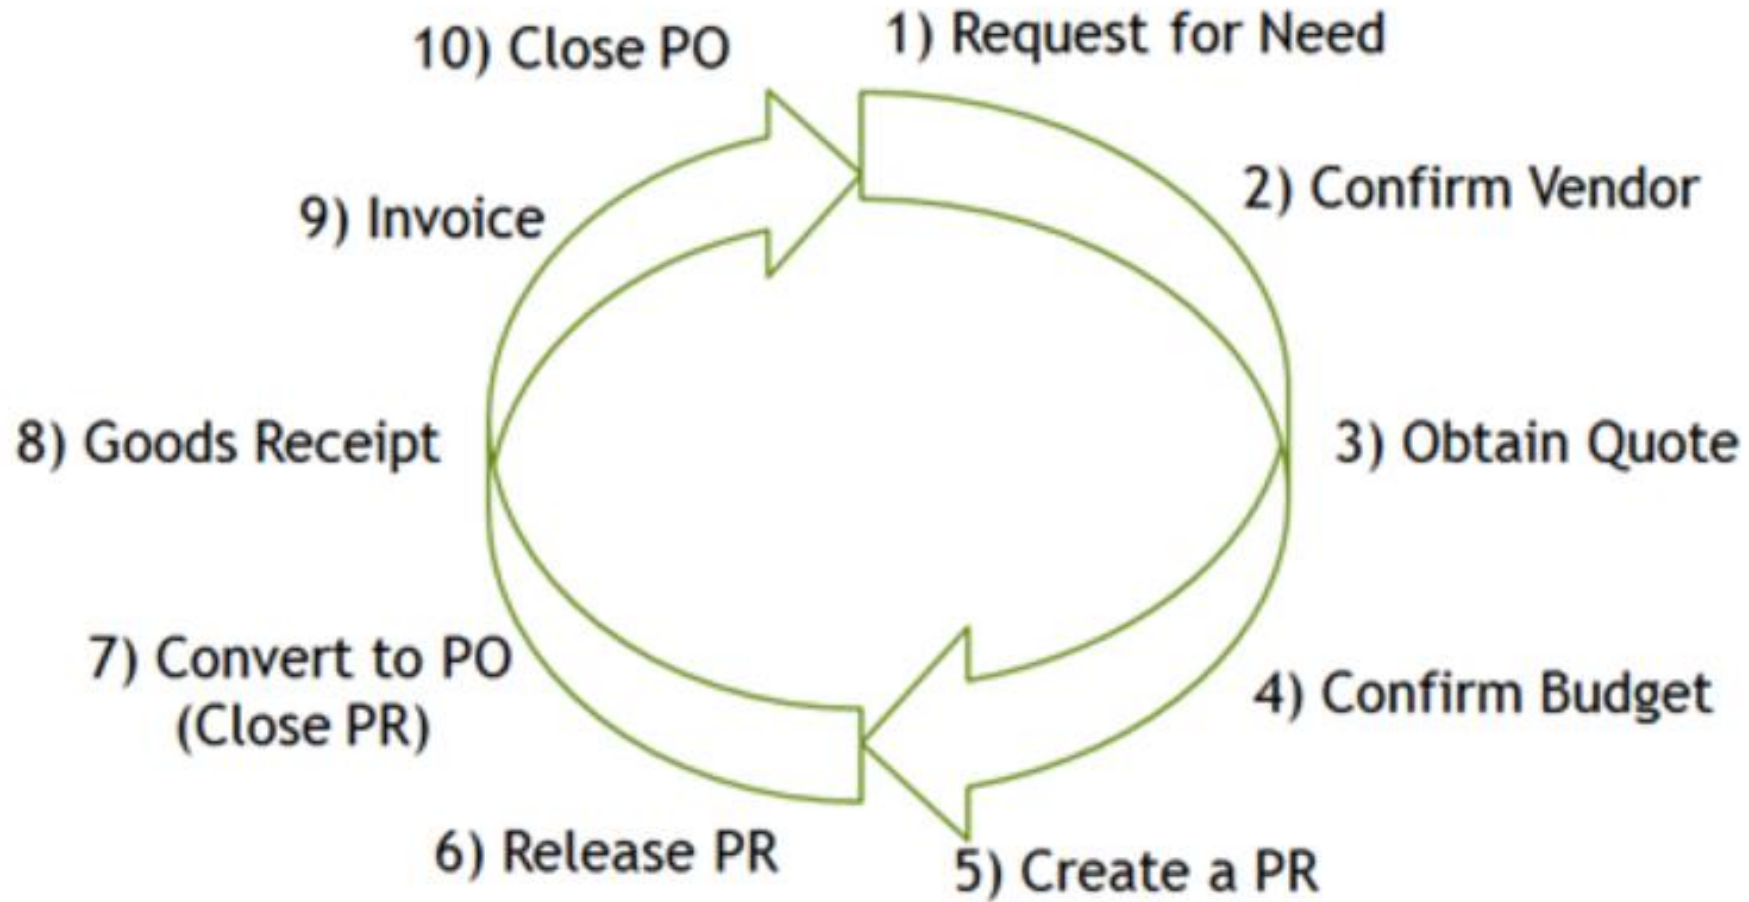 1) Request for Need
2) Confirm Vendor
3) Obtain Quote
4) Confirm Budget
5) Create a PR
6) Release PR
7) Convert to PO
(Close PR)
8) Goods Receipt
9) Invoice
10) Close PO